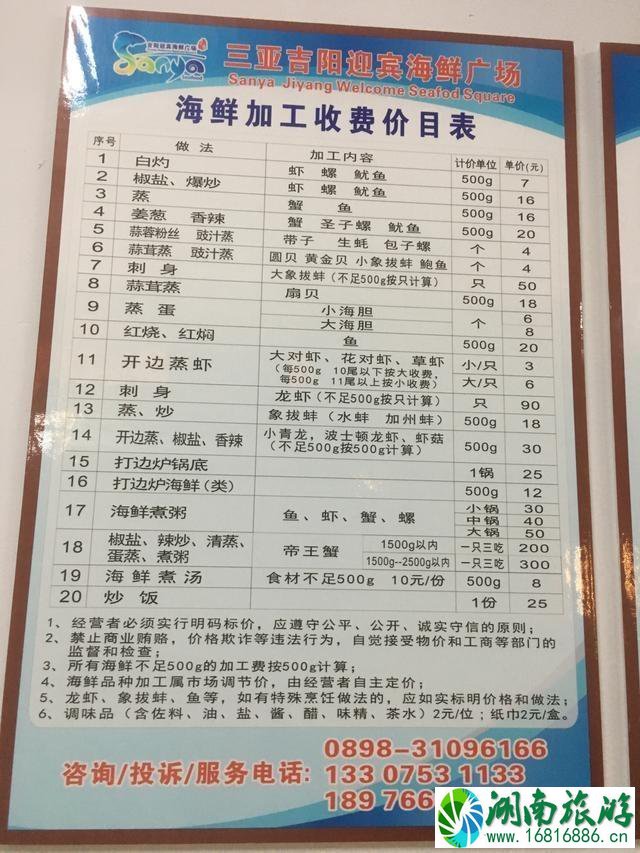 吉阳迎宾海鲜广场
Sanya
三亚吉阳迎宾海鲜广场
Sanya Jiyang Welcome Seafod Square
海鲜加工收费价目表
序号 做法 加工内容 计价单位 单价(元)
1 白灼 虾 螺 鱿鱼 500g 7
2 椒盐、爆炒 虾 螺 鱿鱼 500g 16
3 蒸 蟹 鱼 500g 16
4 姜葱 香辣 蟹 圣子螺 鱿鱼 500g 20
5 蒜蓉粉丝 豉汁蒸 带子 生蚝 包子螺 个 4
6 蒜茸蒸 豉汁蒸 圆贝 黄金贝 小象拔蚌 鲍鱼 个 4
7 刺身 大象拔蚌(不足500g按只计算) 只 50
8 蒜茸蒸 扇贝 500g 18
9 蒸蛋 小海胆 个 6
大海胆 8
10 红烧、红焖 鱼 500g 20
11 开边蒸虾 大对虾、花对虾、草虾 小/只 3
(每500g 10尾以下按大收费,
每500g 11尾以上按小收费) 大/只 6
12 刺身 龙虾(不足500g按只计算) 只 90
13 蒸、炒 象拔蚌(水蚌 加州蚌) 500g 18
14 开边蒸、椒盐、香辣 小青龙,波士顿龙虾、虾菇
(不足500g按500g计算) 500g 30
15 打边炉锅底 1锅 25
16 打边炉海鲜(类) 500g 12
17 海鲜煮粥 鱼、虾、蟹、螺 小锅 30
中锅 40
大锅 50
18 椒盐、辣炒、清蒸、
蛋蒸、煮粥 帝王蟹 1500g以内 一只三吃 200
1500g--2500g以内 一只三吃 300
19 海鲜煮汤 食材不足500g 10元/份 500g 8
20 炒饭 1份 25
1、经营者必须实行明码标价,应遵守公平、公开、诚实守信的原则;
2、禁止商业贿赂,价格欺诈等违法行为,自觉接受物价和工商等部门的
监督和检查;
3、所有海鲜不足500g的加工费按500g计算;
4、海鲜品种加工属市场调节价,由经营者自主定价;
5、龙虾、象拔蚌、鱼等,如有特殊烹饪做法的,应如实标明价格和做法;
6、调味品(含佐料、油、盐、酱、醋、味精、茶水)2元/位;纸巾2元/盒。
咨询/投诉/服务电话:
0898-31096166
133 0753 1133
189 766
湖南旅游
www.16816886.cn